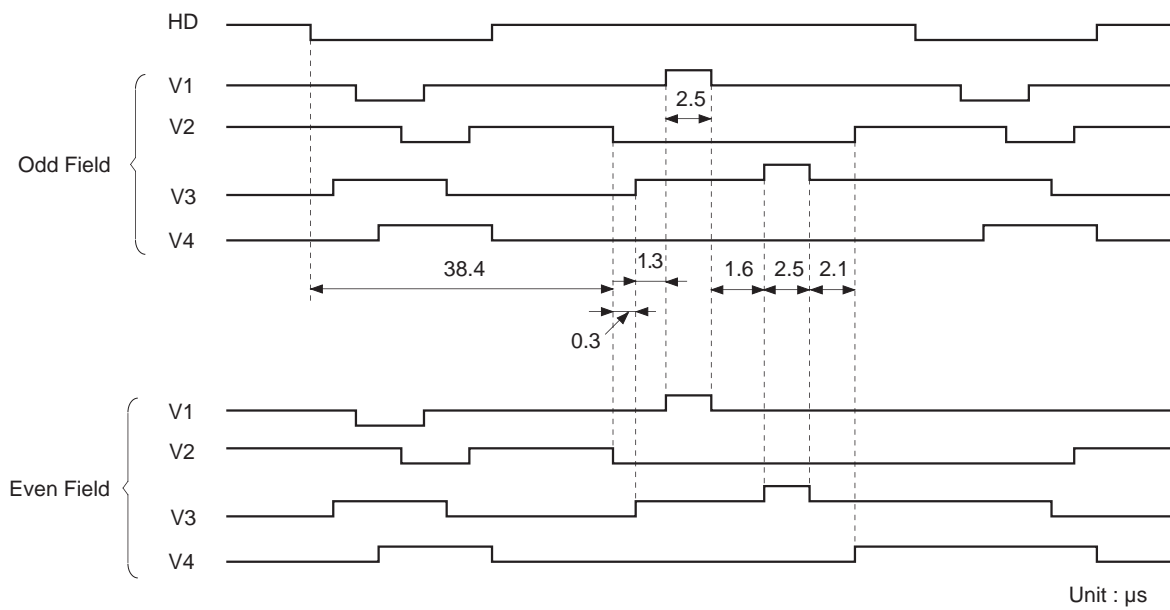 HD
Odd Field
V1
2.5
V2
V3
V4
38.4
1.3
1.6
2.5
2.1
0.3
Even Field
V1
V2
V3
V4
Unit : µs